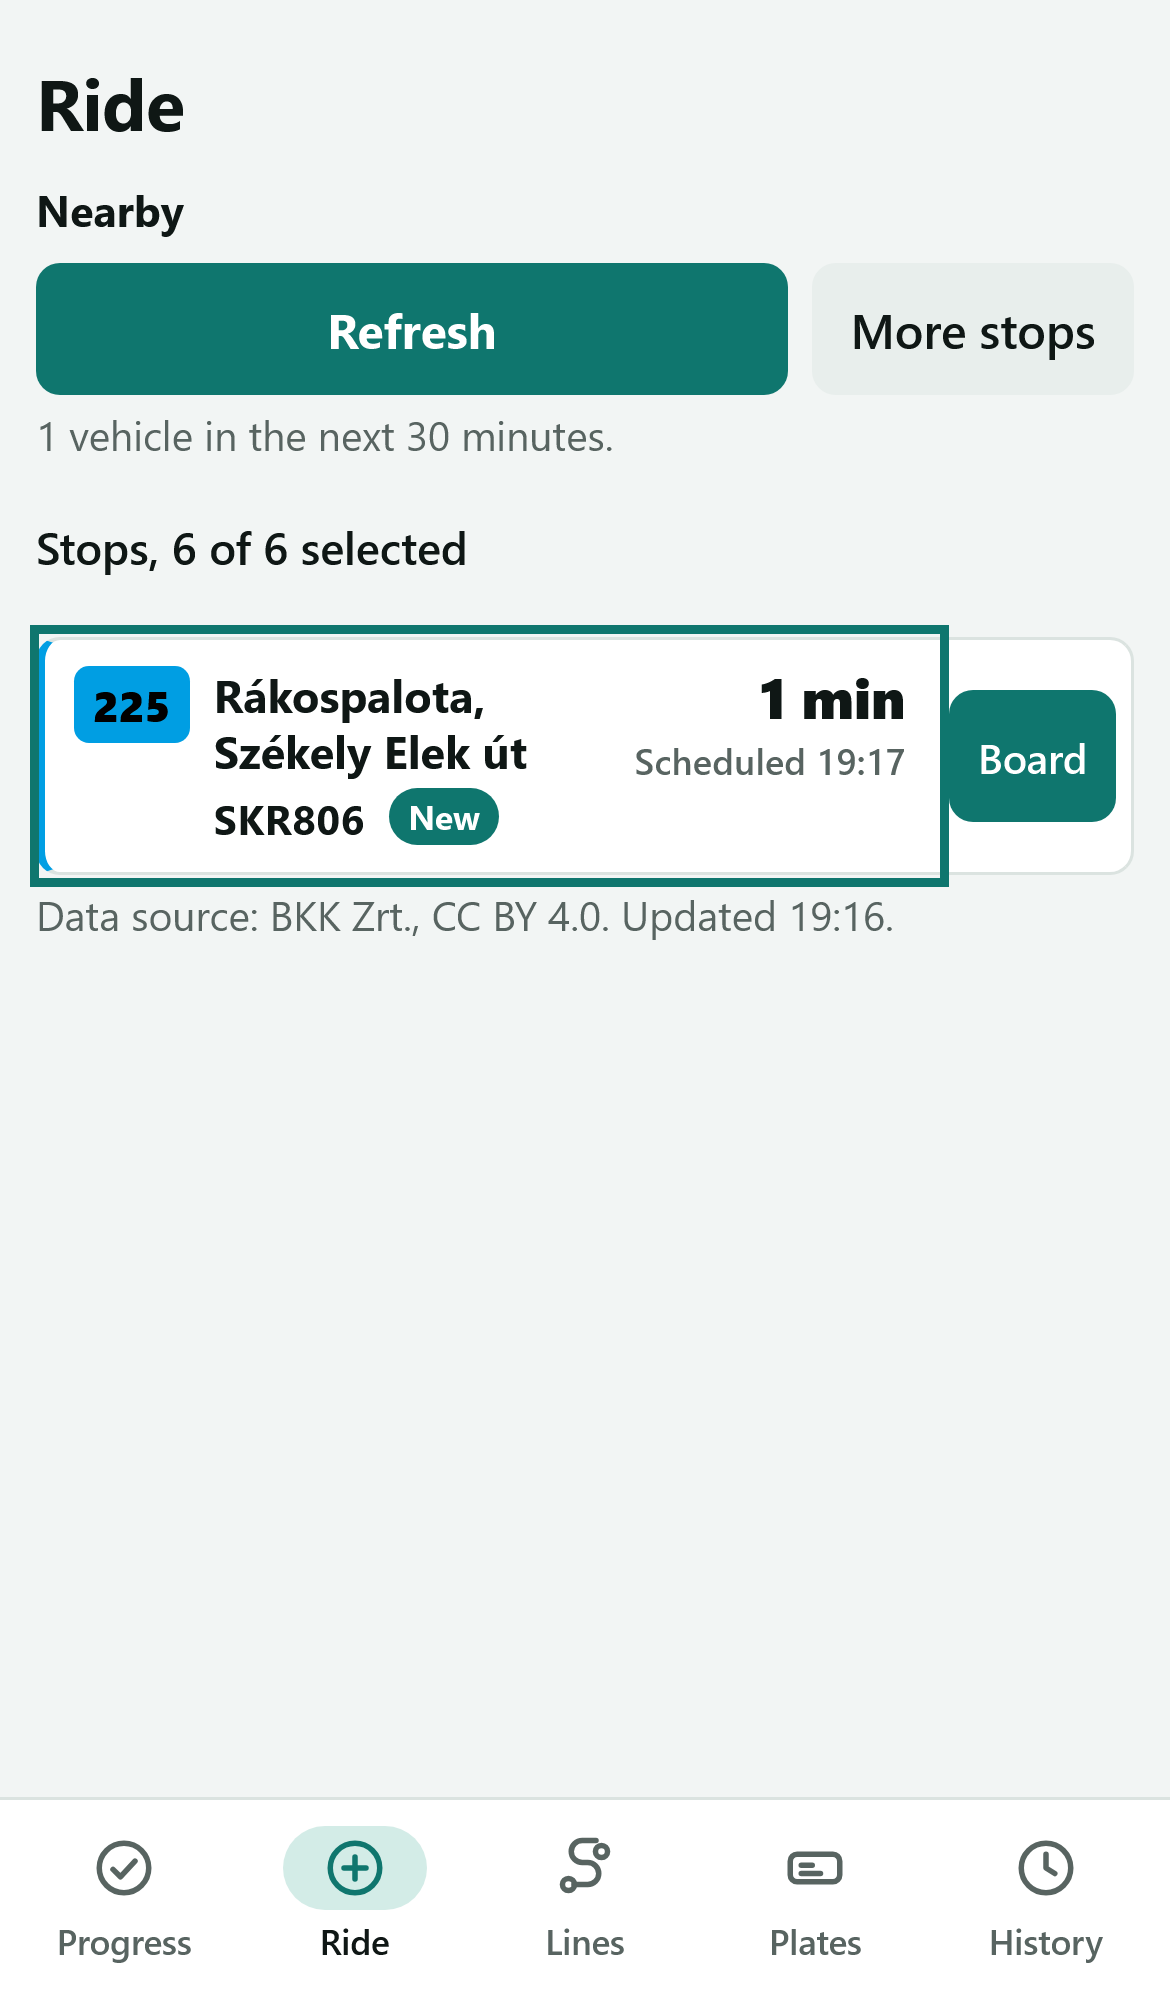 Ride
Nearby
Refresh
More stops
1 vehicle in the next 30 minutes.
Stops, 6 of 6 selected
225
Rákospalota,
Székely Elek út
SKR806 New
1 min
Scheduled 19:17
Board
Data source: BKK Zrt., CC BY 4.0. Updated 19:16.
Progress
Ride
Lines
Plates
History